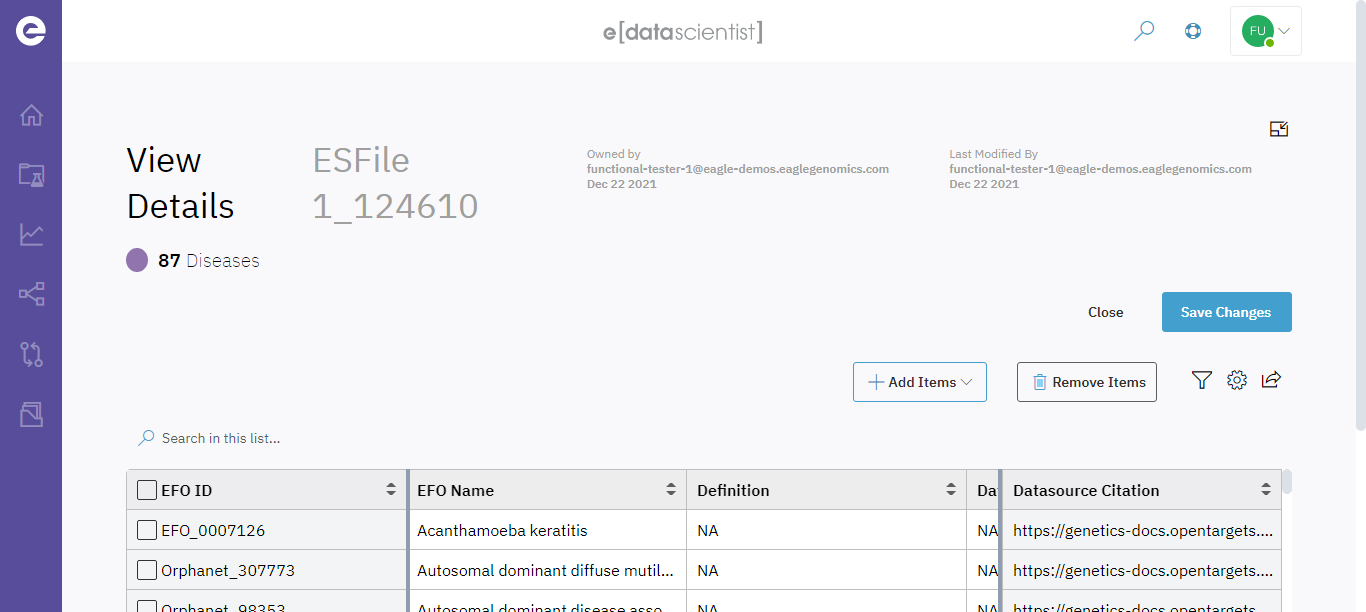 e[datascientist]
FU
View Details
ESFile 1_124610
Owned by
functional-tester-1@eagle-demos.eaglegenomics.com
Dec 22 2021
Last Modified By
functional-tester-1@eagle-demos.eaglegenomics.com
Dec 22 2021
87 Diseases
Close
Save Changes
Add Items
Remove Items
Search in this list...
EFO ID EFO Name Definition Da Datasource Citation
EFO_0007126 Acanthamoeba keratitis NA NA https://genetics-docs.opentargets....
Orphanet_307773 Autosomal dominant diffuse mutil... NA NA https://genetics-docs.opentargets....
Orphanet_98353 Autosomal dominant disease asso... NA NA https://genetics-docs.opentargets....